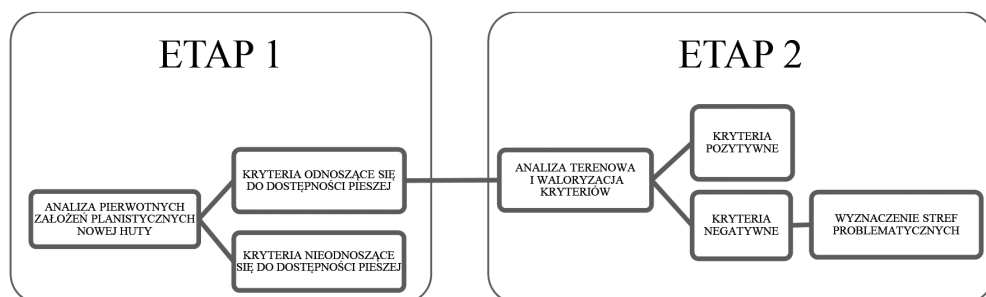 ETAP 1
ANALIZA PIERWOTNYCH
ZAŁOŻEŃ PLANISTYCZNYCH
NOWEJ HUTY
KRYTERIA ODNOSZĄCE SIĘ
DO DOSTĘPNOŚCI PIESZEJ
KRYTERIA NIEODNOSZĄCE
SIĘ DO DOSTĘPNOŚCI PIESZEJ
ETAP 2
ANALIZA TERENOWA
I WALORYZACJA
KRYTERIÓW
KRYTERIA
POZYTYWNE
KRYTERIA
NEGATYWNE
WYZNACZENIE STREF
PROBLEMATYCZNYCH